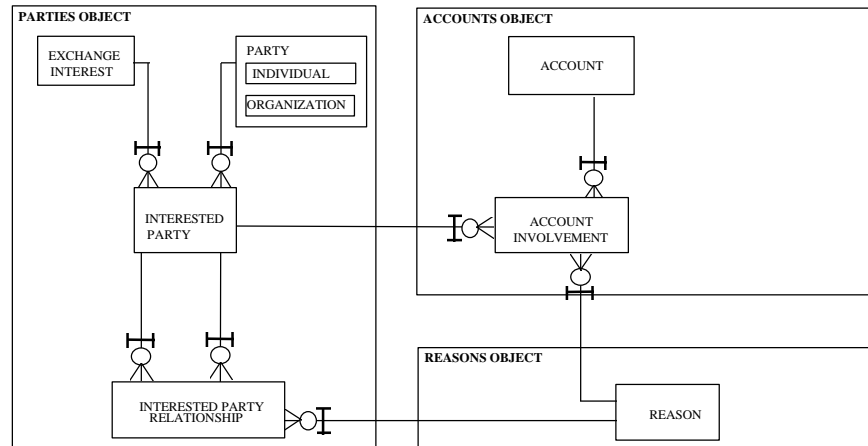 PARTIES OBJECT
EXCHANGE
INTEREST
PARTY
INDIVIDUAL
ORGANIZATION
INTERESTED
PARTY
INTERESTED PARTY
RELATIONSHIP
ACCOUNTS OBJECT
ACCOUNT
ACCOUNT
INVOLVEMENT
REASONS OBJECT
REASON